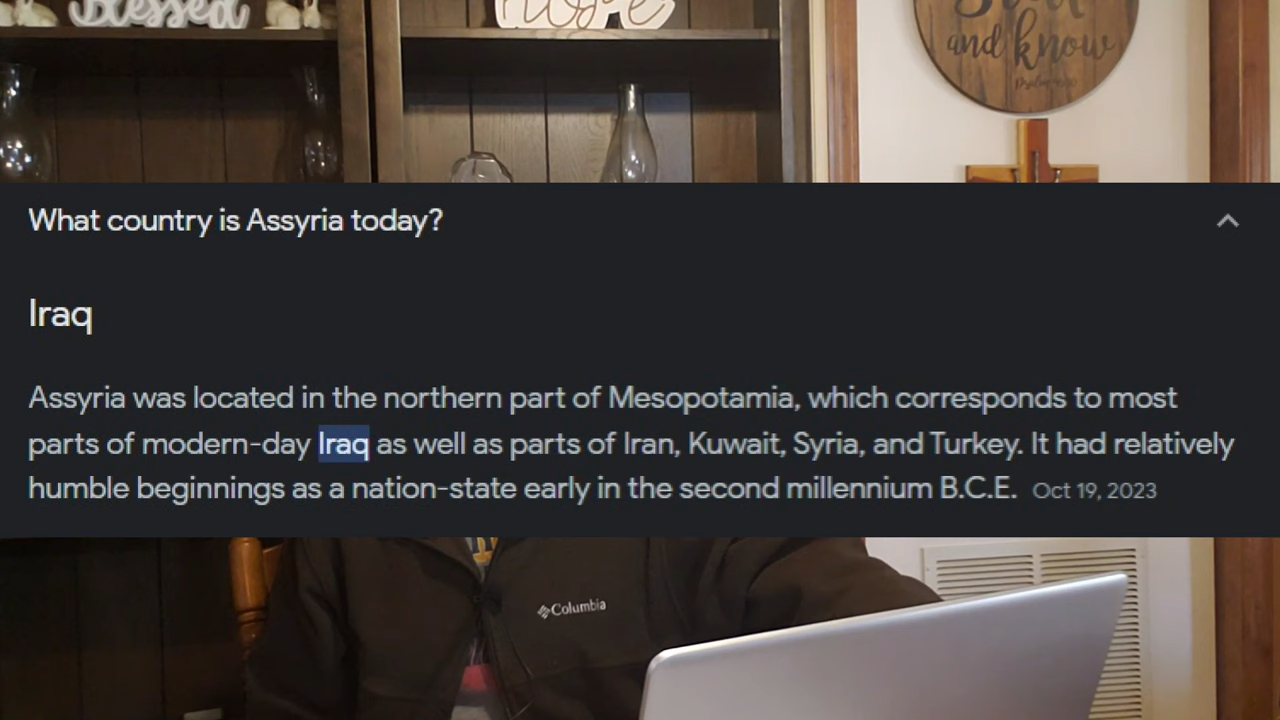 Blessed
hope
and know
What country is Assyria today?
Iraq
Assyria was located in the northern part of Mesopotamia, which corresponds to most
parts of modern-day Iraq as well as parts of Iran, Kuwait, Syria, and Turkey. It had relatively
humble beginnings as a nation-state early in the second millennium B.C.E. Oct 19, 2023
Columbia